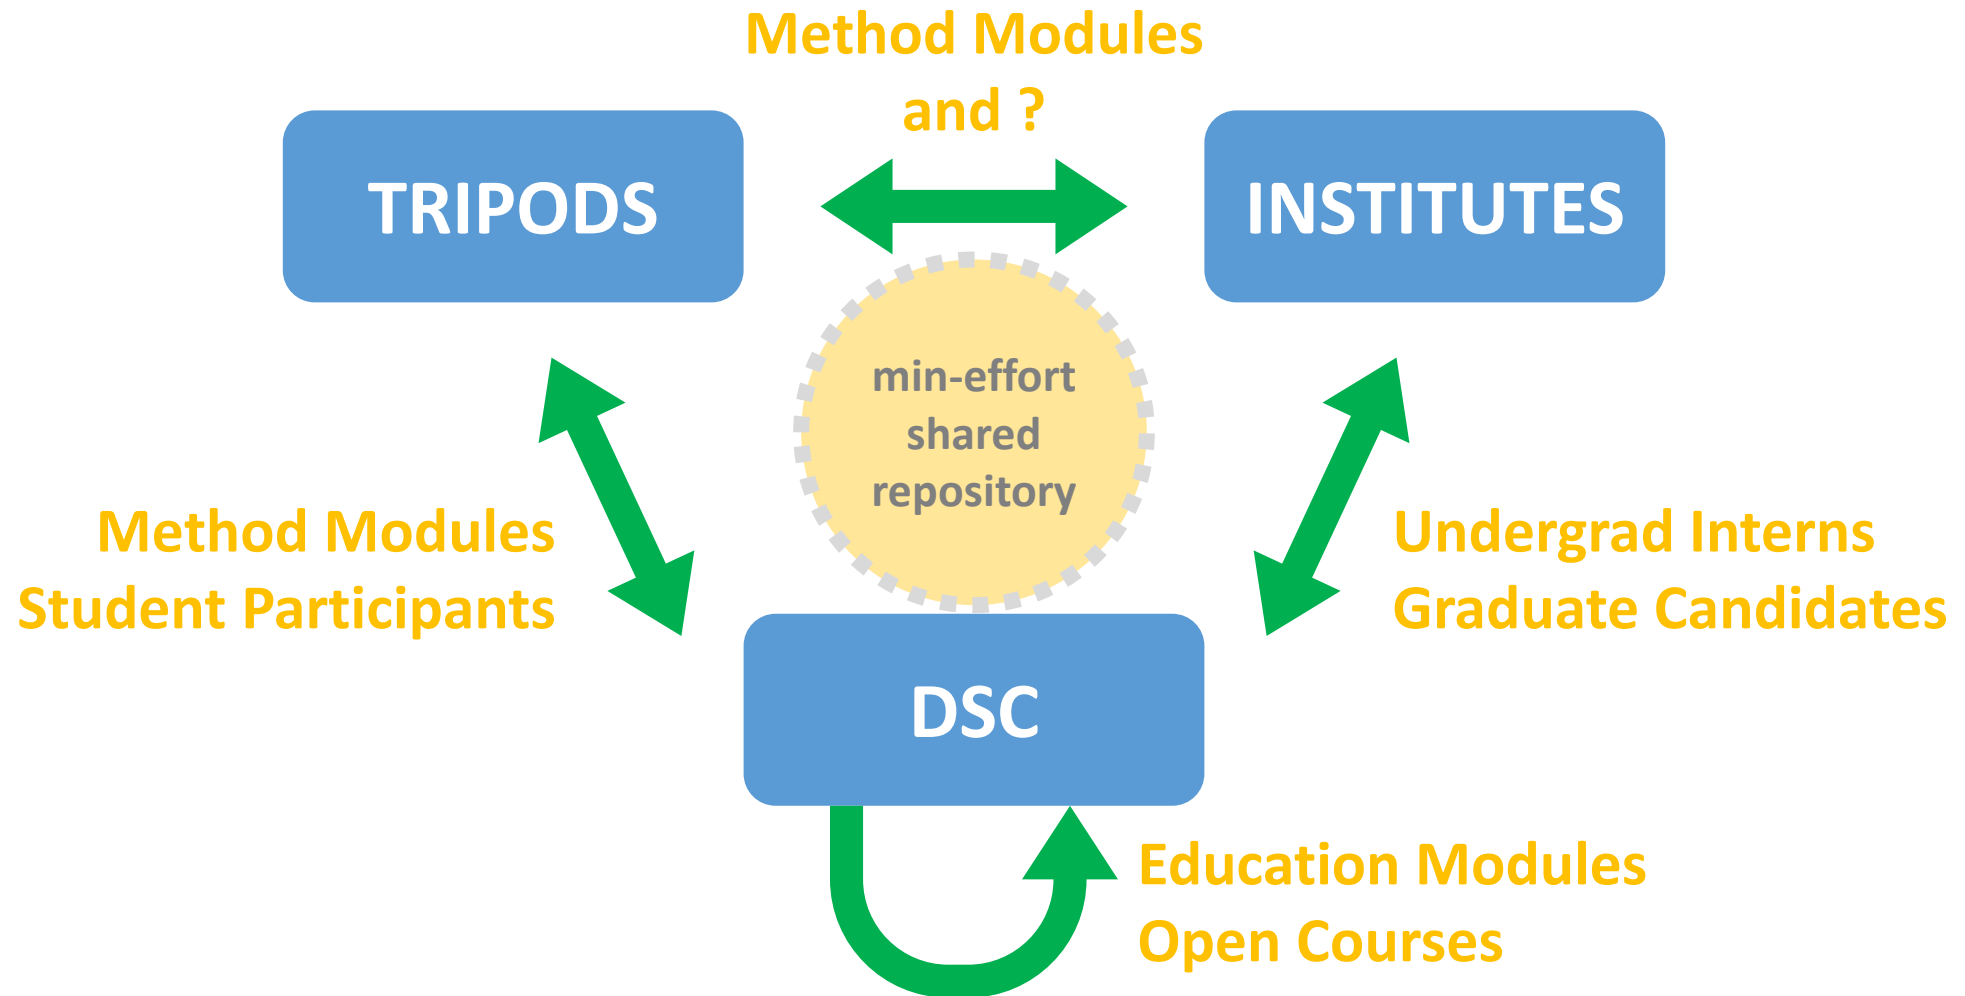 Method Modules
and ?
TRIPODS
INSTITUTES
min-effort
shared
repository
Method Modules
Student Participants
Undergrad Interns
Graduate Candidates
DSC
Education Modules
Open Courses